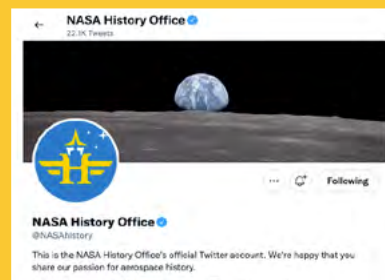 NASA History Office
22.1K Tweets
Following
NASA History Office
@NASAhistory
This is the NASA History Office's official Twitter account. We're happy that you
share our passion for aerospace history.